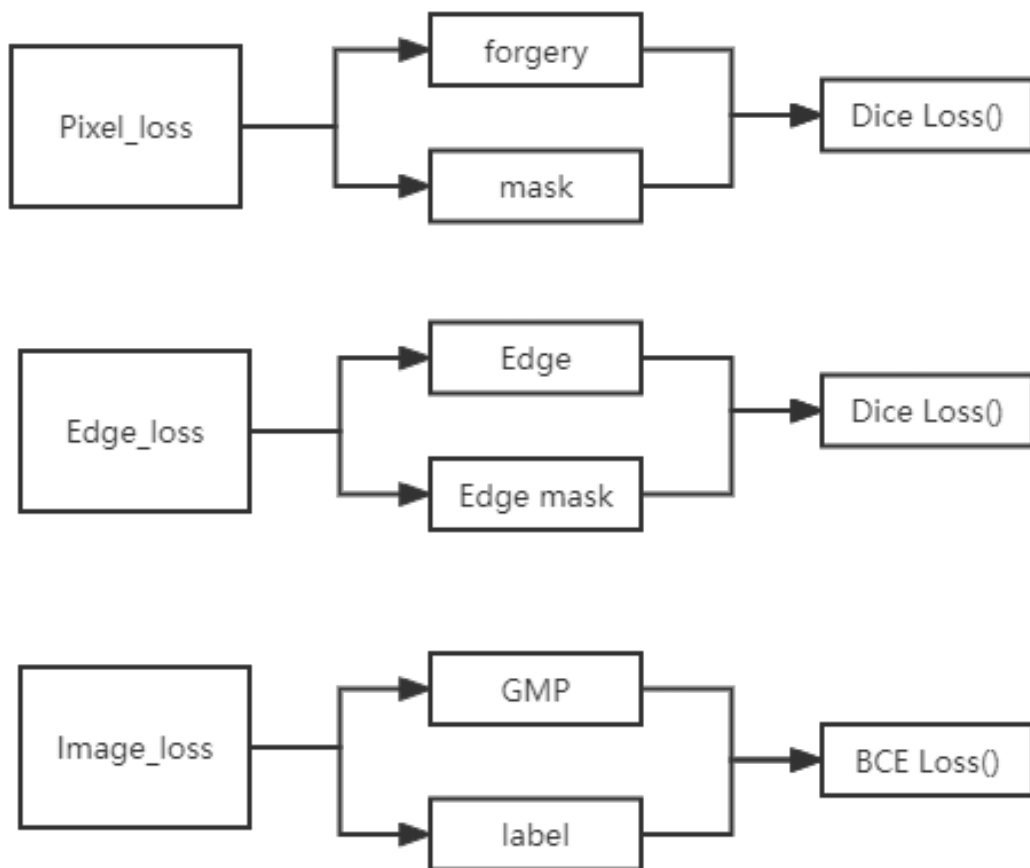 forgery
Pixel_loss
Dice Loss()
mask
Edge
Edge_loss
Dice Loss()
Edge mask
GMP
Image_loss
BCE Loss()
label